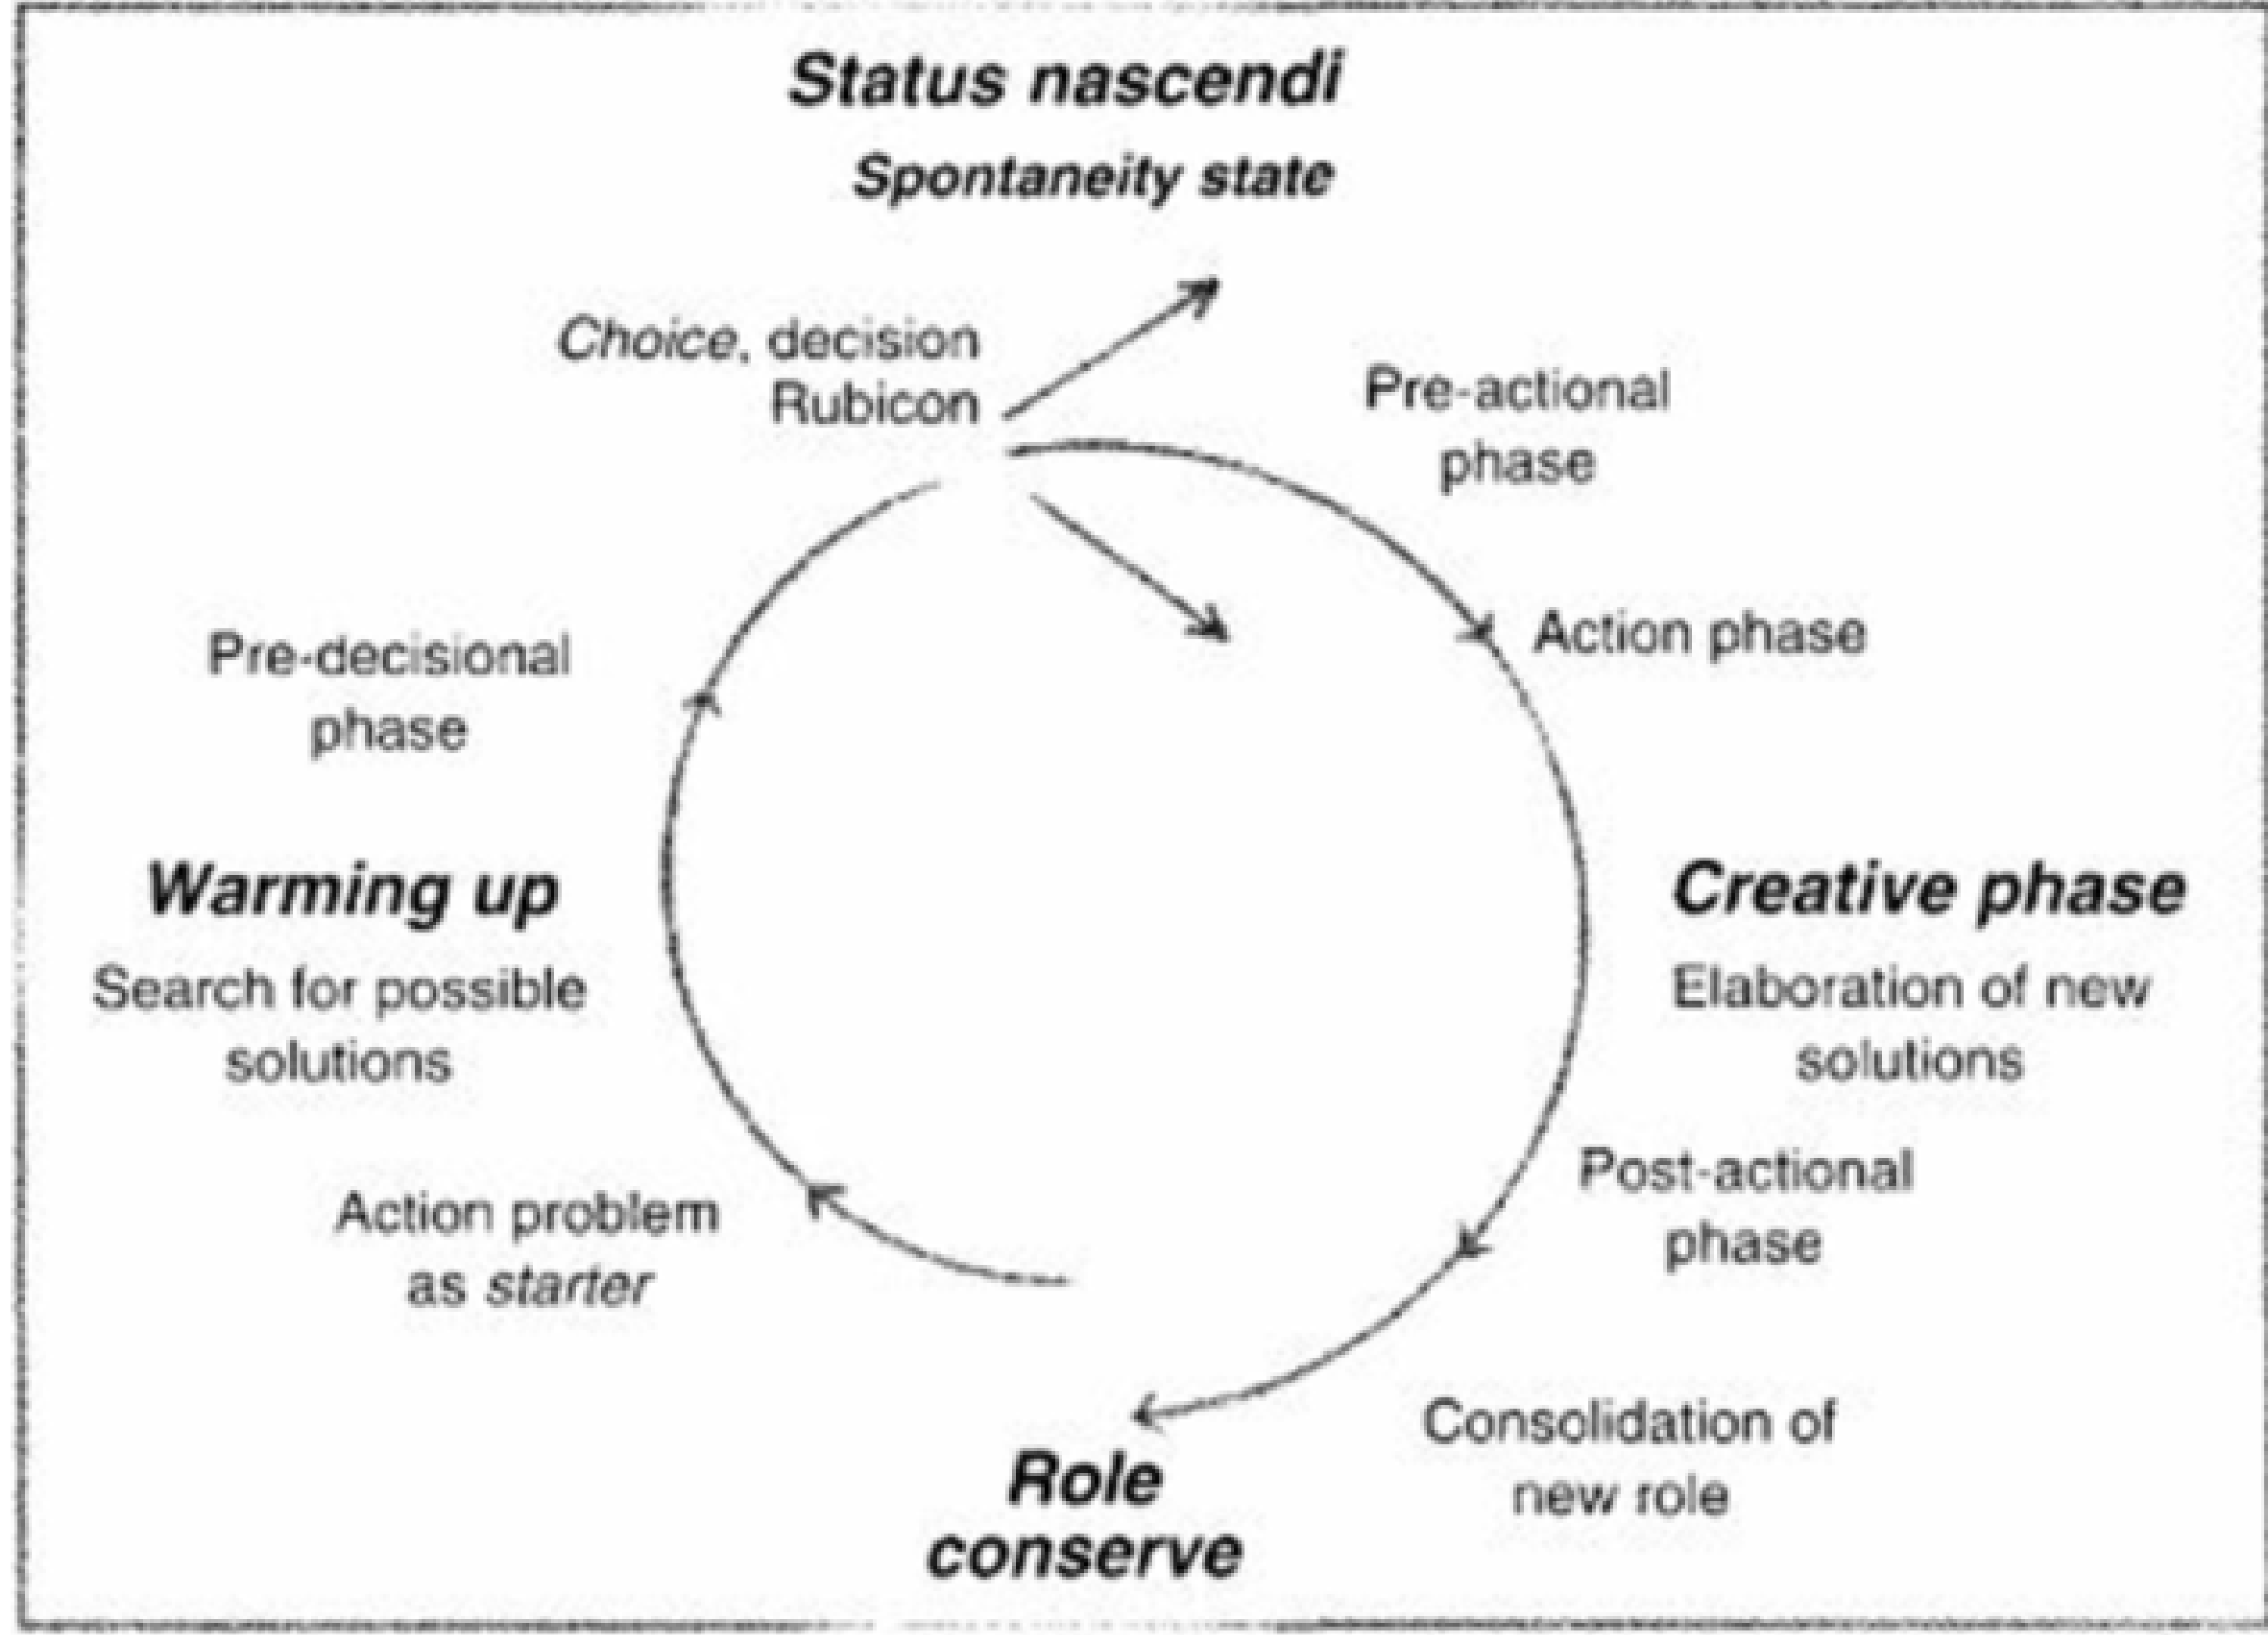 Status nascendi
Spontaneity state
Choice, decision
Rubicon
Pre-actional
phase
Action phase
Pre-decisional
phase
Warming up
Search for possible
solutions
Creative phase
Elaboration of new
solutions
Action problem
as starter
Post-actional
phase
Consolidation of
new role
Role
conserve